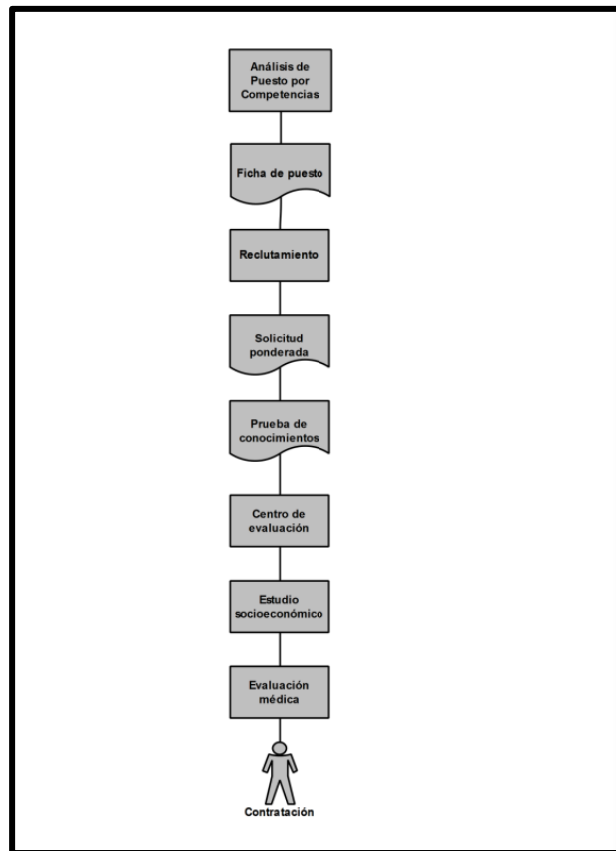 Análisis de
Puesto por
Competencias
Ficha de puesto
Reclutamiento
Solicitud
ponderada
Prueba de
conocimientos
Centro de
evaluación
Estudio
socioeconómico
Evaluación
médica
Contratación